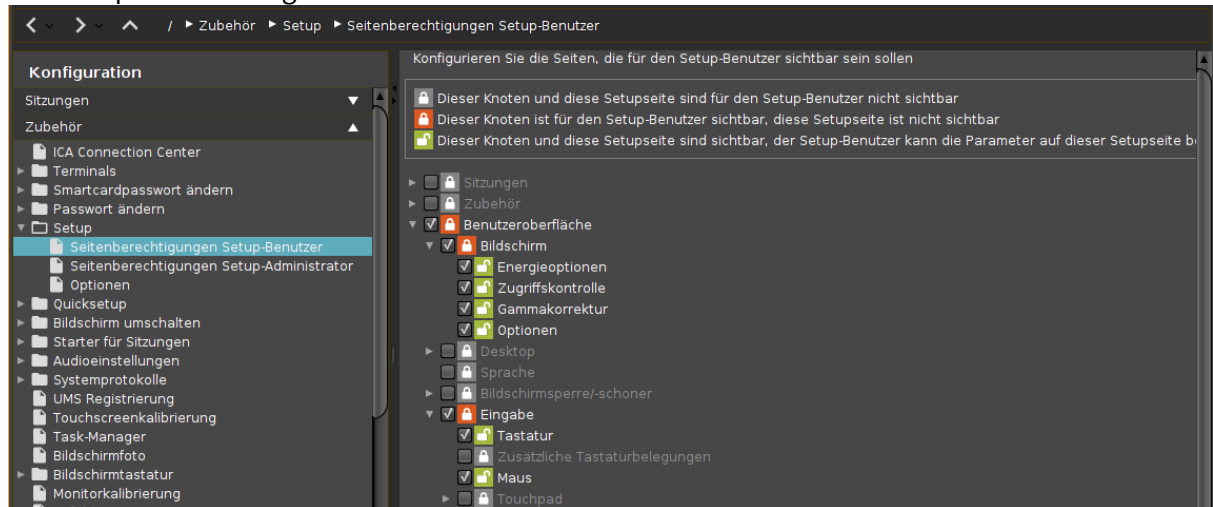 / ▸ Zubehör ▸ Setup ▸ Seitenberechtigungen Setup-Benutzer
Konfiguration
Sitzungen
Zubehör
ICA Connection Center
Terminals
Smartcardpasswort ändern
Passwort ändern
Setup
Seitenberechtigungen Setup-Benutzer
Seitenberechtigungen Setup-Administrator
Optionen
Quicksetup
Bildschirm umschalten
Starter für Sitzungen
Audioeinstellungen
Systemprotokolle
UMS Registrierung
Touchscreenkalibrierung
Task-Manager
Bildschirmfoto
Bildschirmtastatur
Monitorkalibrierung
Konfigurieren Sie die Seiten, die für den Setup-Benutzer sichtbar sein sollen
Dieser Knoten und diese Setupseite sind für den Setup-Benutzer nicht sichtbar
Dieser Knoten ist für den Setup-Benutzer sichtbar, diese Setupseite ist nicht sichtbar
Dieser Knoten und diese Setupseite sind sichtbar, der Setup-Benutzer kann die Parameter auf dieser Setupseite b
Sitzungen
Zubehör
Benutzeroberfläche
Bildschirm
Energieoptionen
Zugriffskontrolle
Gammakorrektur
Optionen
Desktop
Sprache
Bildschirmsperre/-schoner
Eingabe
Tastatur
Zusätzliche Tastaturbelegungen
Maus
Touchpad